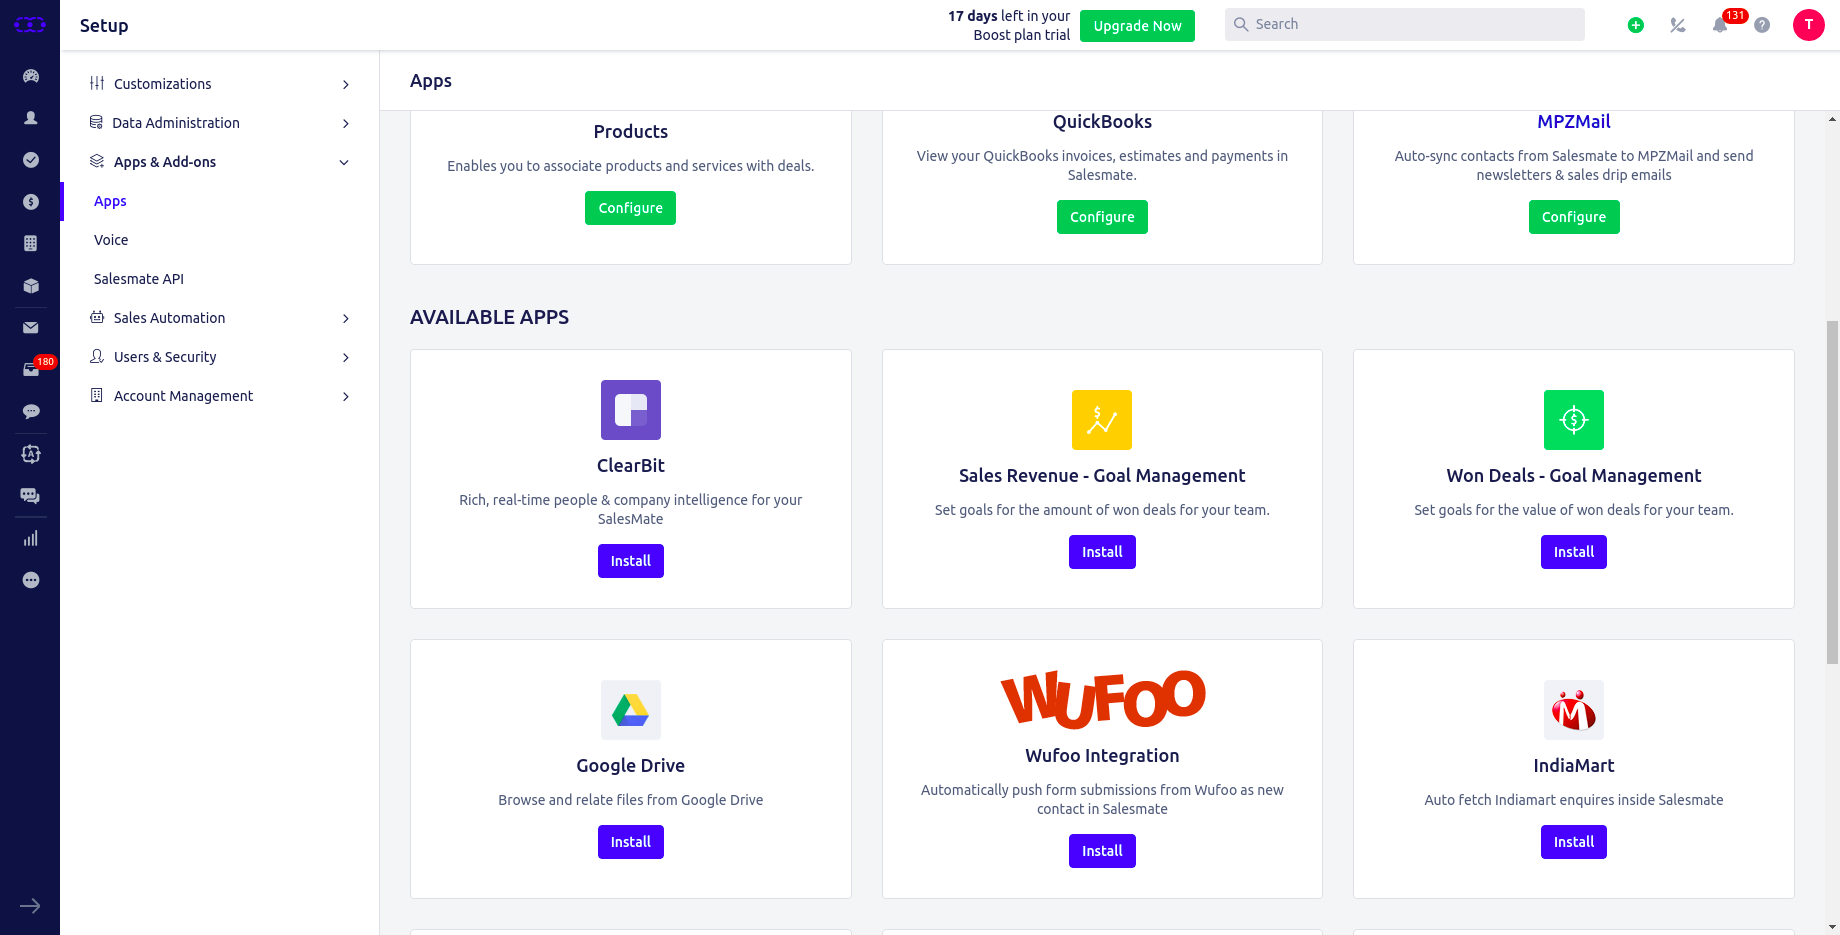 Setup
17 days left in your
Boost plan trial
Upgrade Now
Search
131
?
T
Customizations
Data Administration
Apps & Add-ons
Apps
Voice
Salesmate API
Sales Automation
Users & Security
Account Management
180
Apps
Products
Enables you to associate products and services with deals.
Configure
QuickBooks
View your QuickBooks invoices, estimates and payments in
Salesmate.
Configure
MPZMail
Auto-sync contacts from Salesmate to MPZMail and send
newsletters & sales drip emails
Configure
AVAILABLE APPS
ClearBit
Rich, real-time people & company intelligence for your
SalesMate
Install
Sales Revenue - Goal Management
Set goals for the amount of won deals for your team.
Install
Won Deals - Goal Management
Set goals for the value of won deals for your team.
Install
Google Drive
Browse and relate files from Google Drive
Install
WUFOO
Wufoo Integration
Automatically push form submissions from Wufoo as new
contact in Salesmate
Install
IndiaMart
Auto fetch Indiamart enquires inside Salesmate
Install